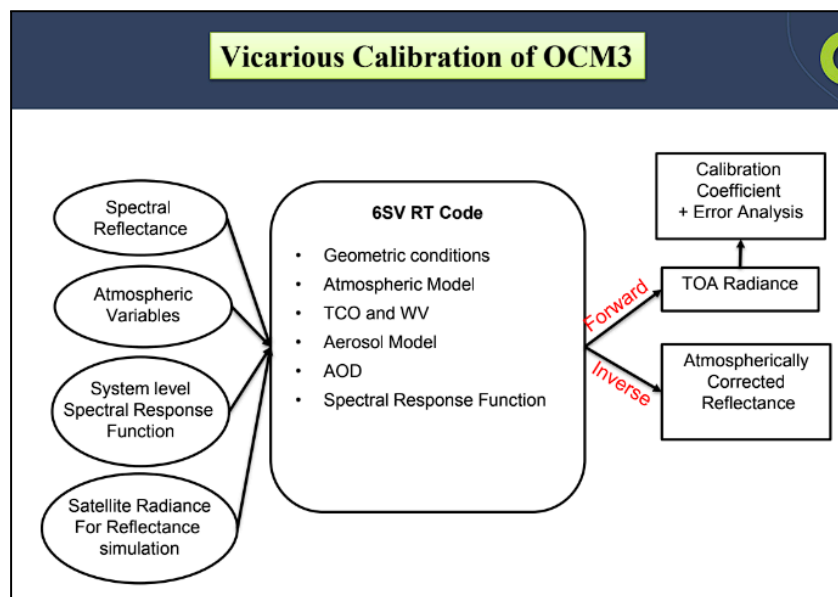 Vicarious Calibration of OCM3
Spectral
Reflectance
Atmospheric
Variables
System level
Spectral Response
Function
Satellite Radiance
For Reflectance
simulation
6SV RT Code
• Geometric conditions
• Atmospheric Model
• TCO and WV
• Aerosol Model
• AOD
• Spectral Response Function
Forward
Inverse
Calibration
Coefficient
+ Error Analysis
TOA Radiance
Atmospherically
Corrected
Reflectance